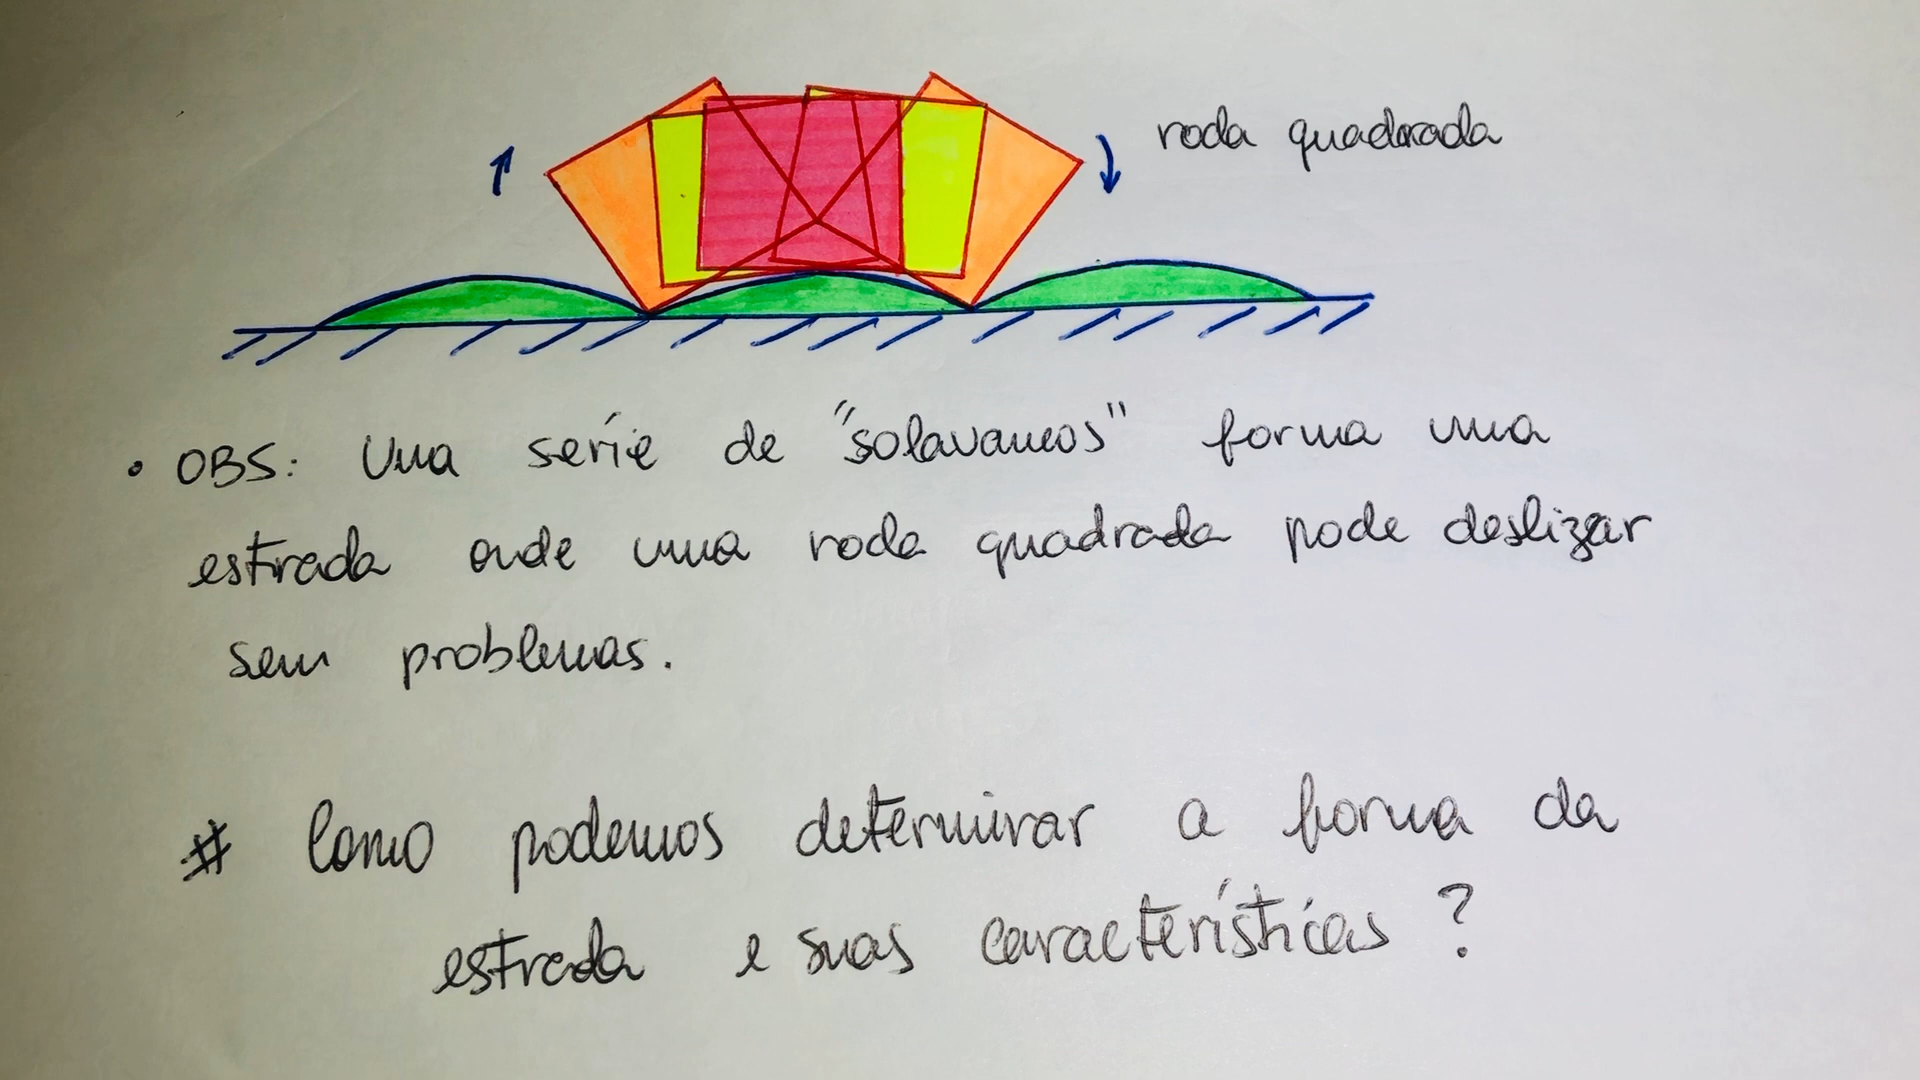 roda quadrada
• OBS: Uma série de "solavancos" forma uma
estrada onde uma roda quadrada pode deslizar
sem problemas.
# Como podemos determinar a forma da
estrada e suas características?